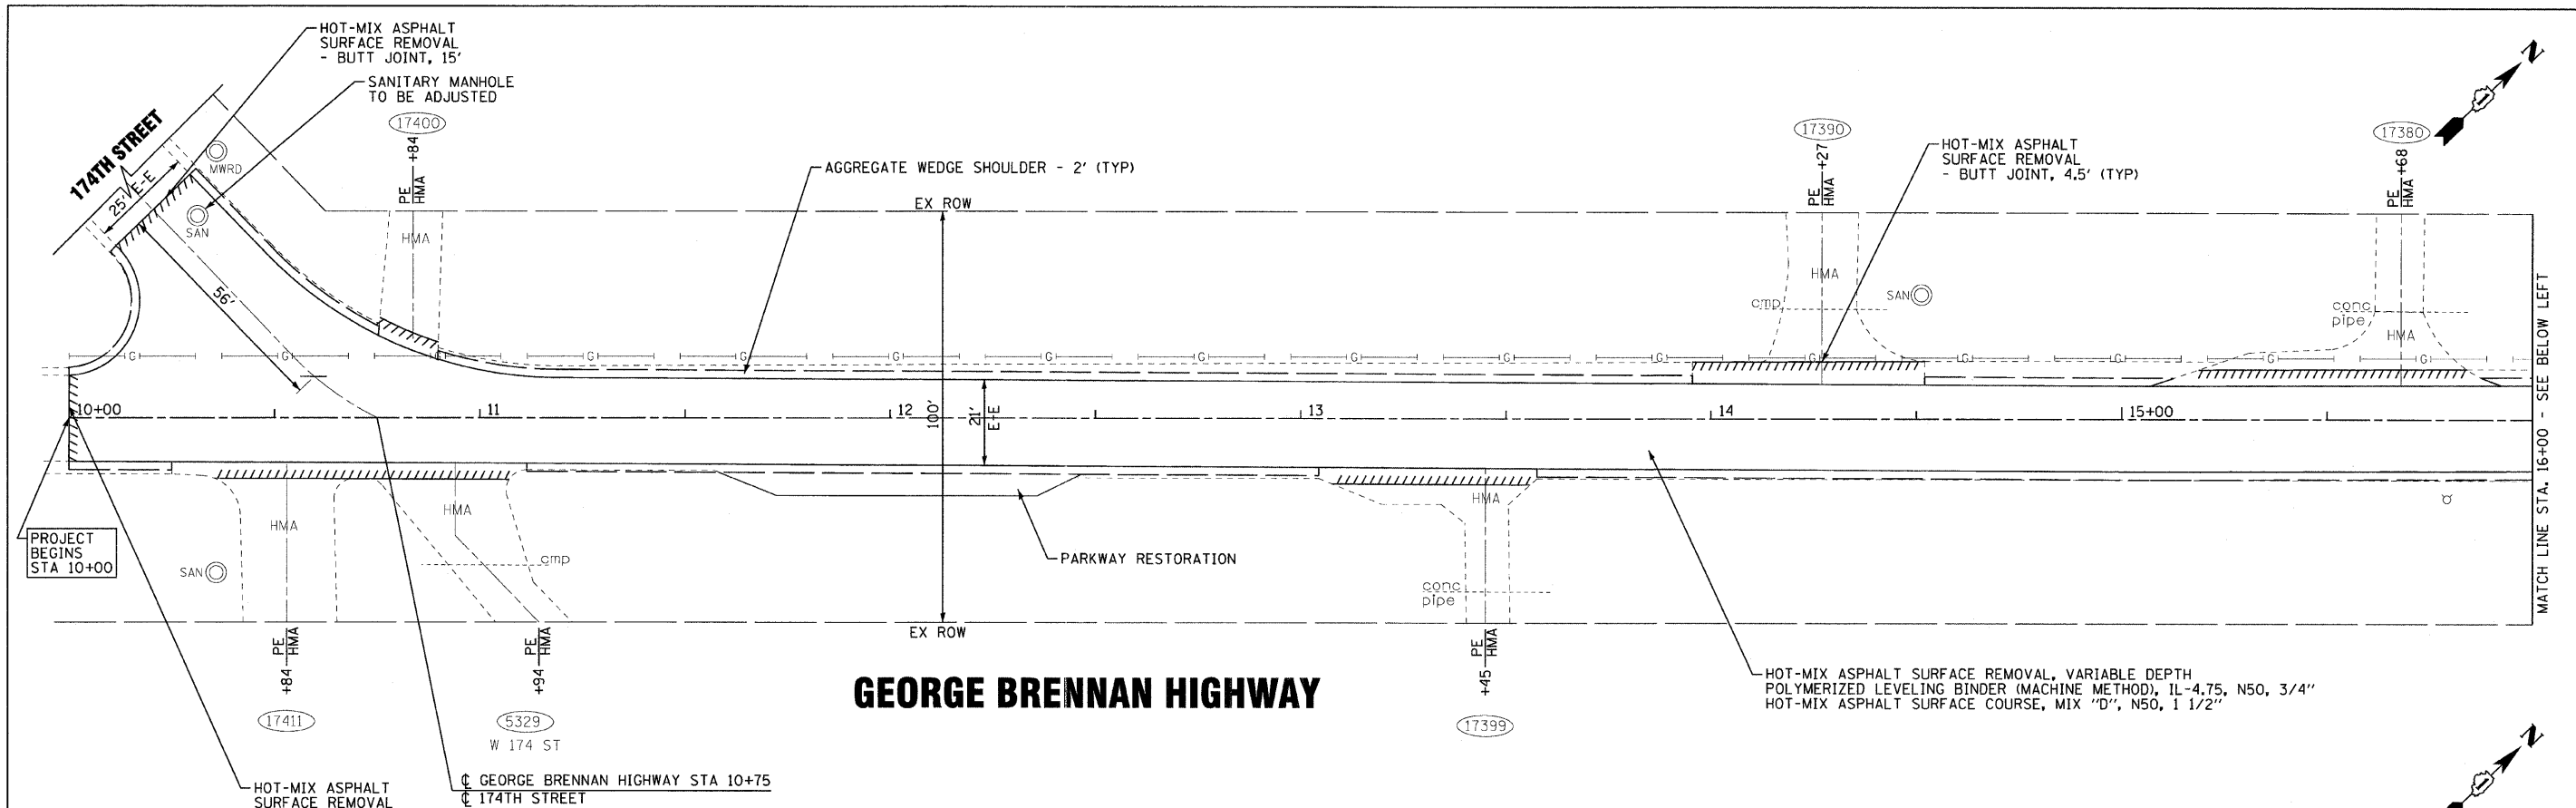 HOT-MIX ASPHALT
SURFACE REMOVAL
- BUTT JOINT, 15'
SANITARY MANHOLE
TO BE ADJUSTED
174TH STREET
25' E-E
MWRD
SAN
56'
17400
+84
PE
HMA
HMA
AGGREGATE WEDGE SHOULDER - 2' (TYP)
EX ROW
17390
+27
PE
HMA
HMA
cmp
SAN
HOT-MIX ASPHALT
SURFACE REMOVAL
- BUTT JOINT, 4.5' (TYP)
17380
+68
PE
HMA
conc
pipe
HMA
N
1
G G G G G G G G G G G G G G G G
10+00 11 12 13 14 15+00
100'
21'
E-E
MATCH LINE STA. 16+00 - SEE BELOW LEFT
PROJECT
BEGINS
STA 10+00
HMA
SAN
HMA
cmp
PARKWAY RESTORATION
HMA
conc
pipe
EX ROW
+84
PE
HMA
17411
+94
PE
HMA
5329
W 174 ST
+45
PE
HMA
17399
GEORGE BRENNAN HIGHWAY
HOT-MIX ASPHALT SURFACE REMOVAL, VARIABLE DEPTH
POLYMERIZED LEVELING BINDER (MACHINE METHOD), IL-4.75, N50, 3/4"
HOT-MIX ASPHALT SURFACE COURSE, MIX "D", N50, 1 1/2"
HOT-MIX ASPHALT
SURFACE REMOVAL
℄ GEORGE BRENNAN HIGHWAY STA 10+75
℄ 174TH STREET
N
1